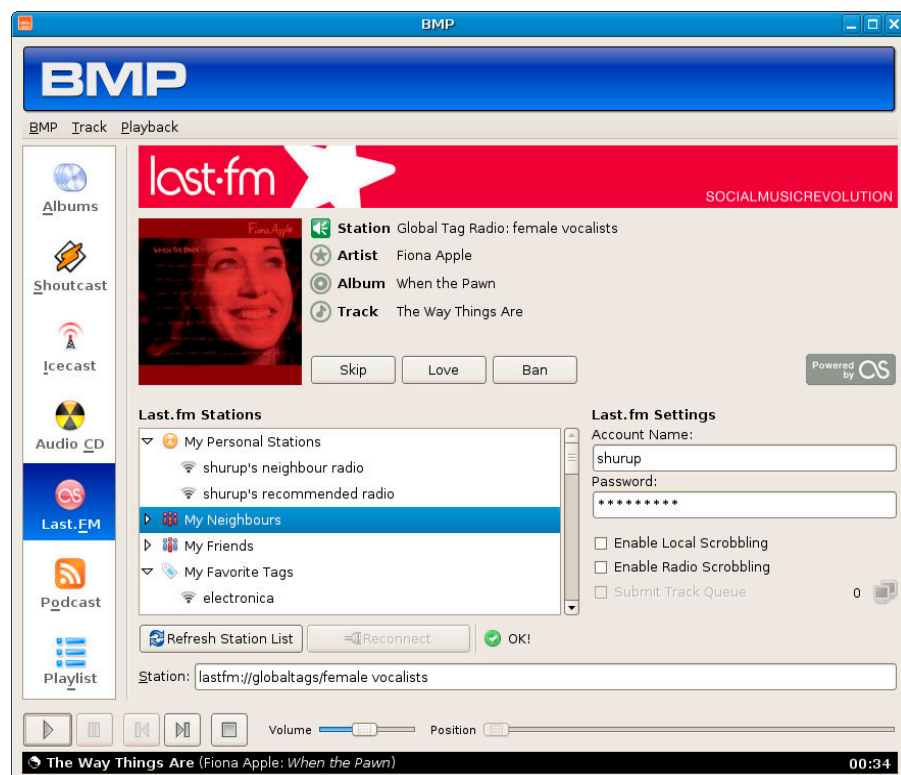 BMP
BMP
BMP Track Playback
Albums
Shoutcast
Icecast
Audio CD
Last.FM
Podcast
Playlist
last.fm
SOCIALMUSICREVOLUTION
Fiona Apple
WHEN THE PAWN
Station Global Tag Radio: female vocalists
Artist Fiona Apple
Album When the Pawn
Track The Way Things Are
Skip Love Ban
Powered by
Last.fm Stations
My Personal Stations
shurup's neighbour radio
shurup's recommended radio
My Neighbours
My Friends
My Favorite Tags
electronica
Last.fm Settings
Account Name:
shurup
Password:
*********
Enable Local Scrobbling
Enable Radio Scrobbling
Submit Track Queue 0
Refresh Station List Reconnect OK!
Station: lastfm://globaltags/female vocalists
Volume Position
The Way Things Are (Fiona Apple: When the Pawn) 00:34